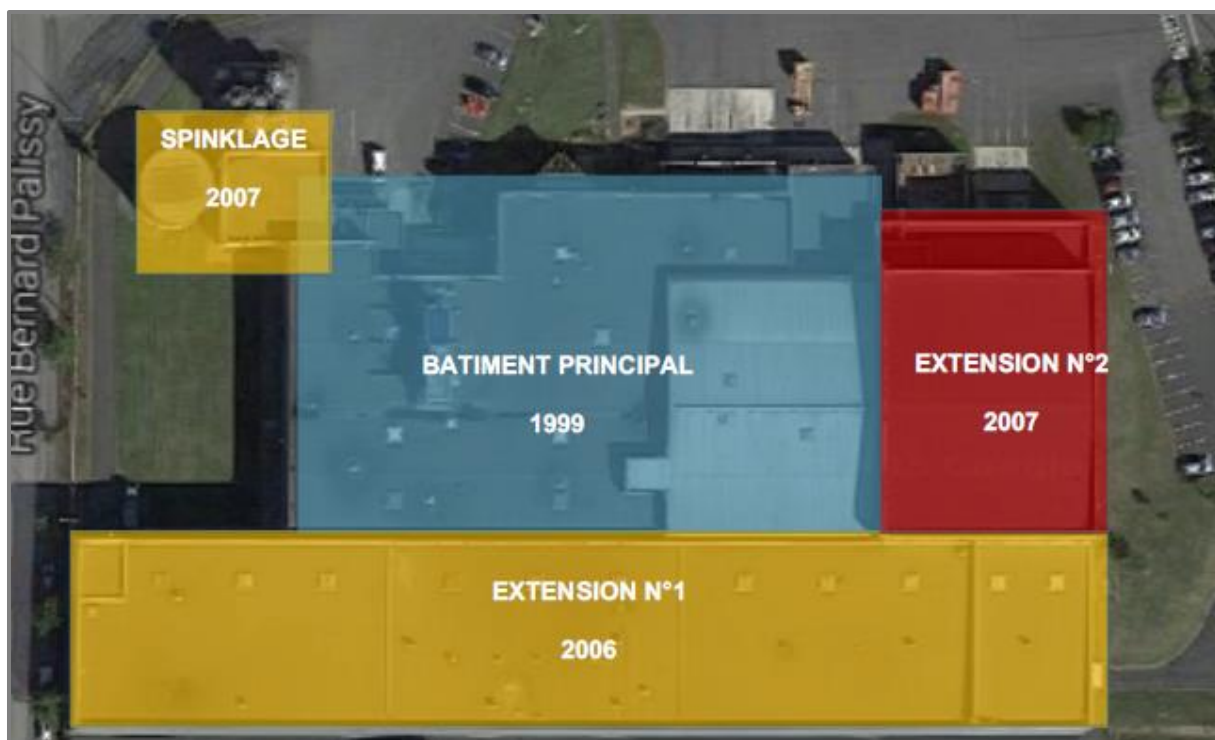 Rue Bernard Palissy
SPINKLAGE
2007
BATIMENT PRINCIPAL
1999
EXTENSION N°2
2007
EXTENSION N°1
2006